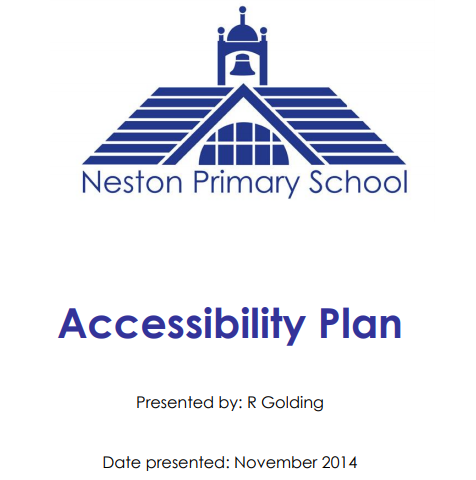 Neston Primary School
Accessibility Plan
Presented by: R Golding
Date presented: November 2014